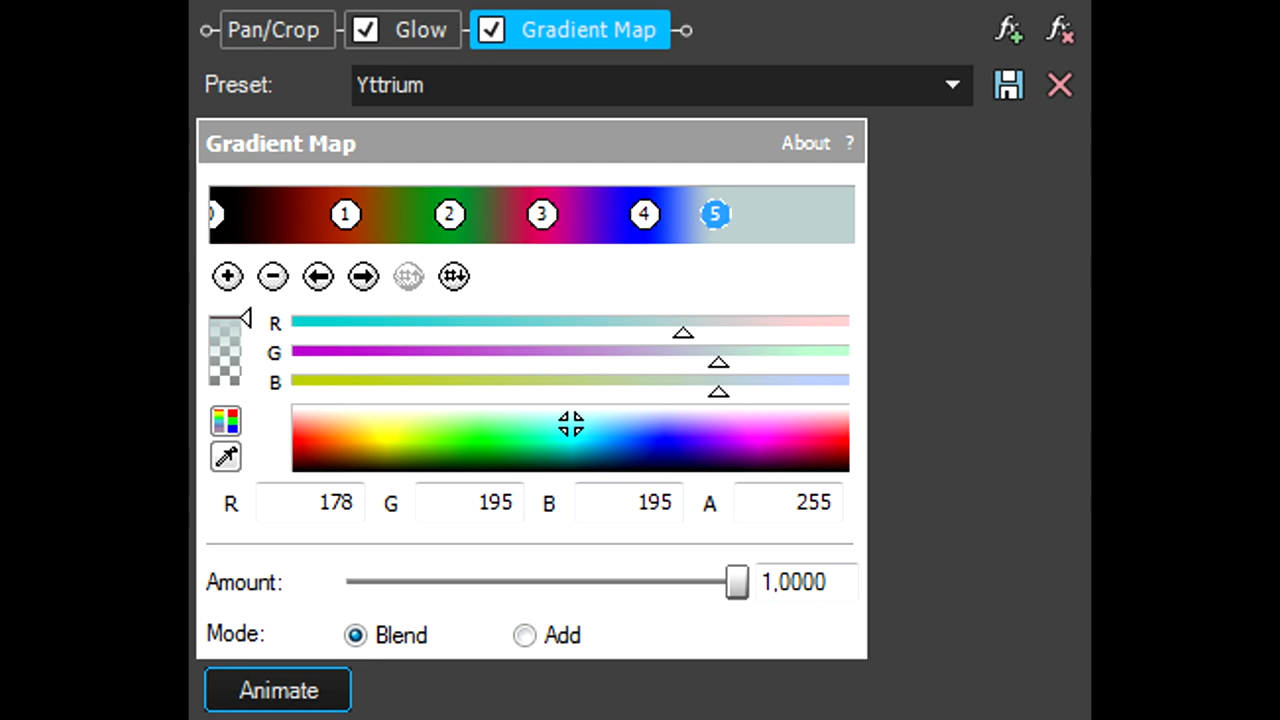 Pan/Crop Glow Gradient Map
Preset: Yttrium
Gradient Map About ?
1 2 3 4 5
R
G
B
R 178 G 195 B 195 A 255
Amount: 1,0000
Mode: Blend Add
Animate